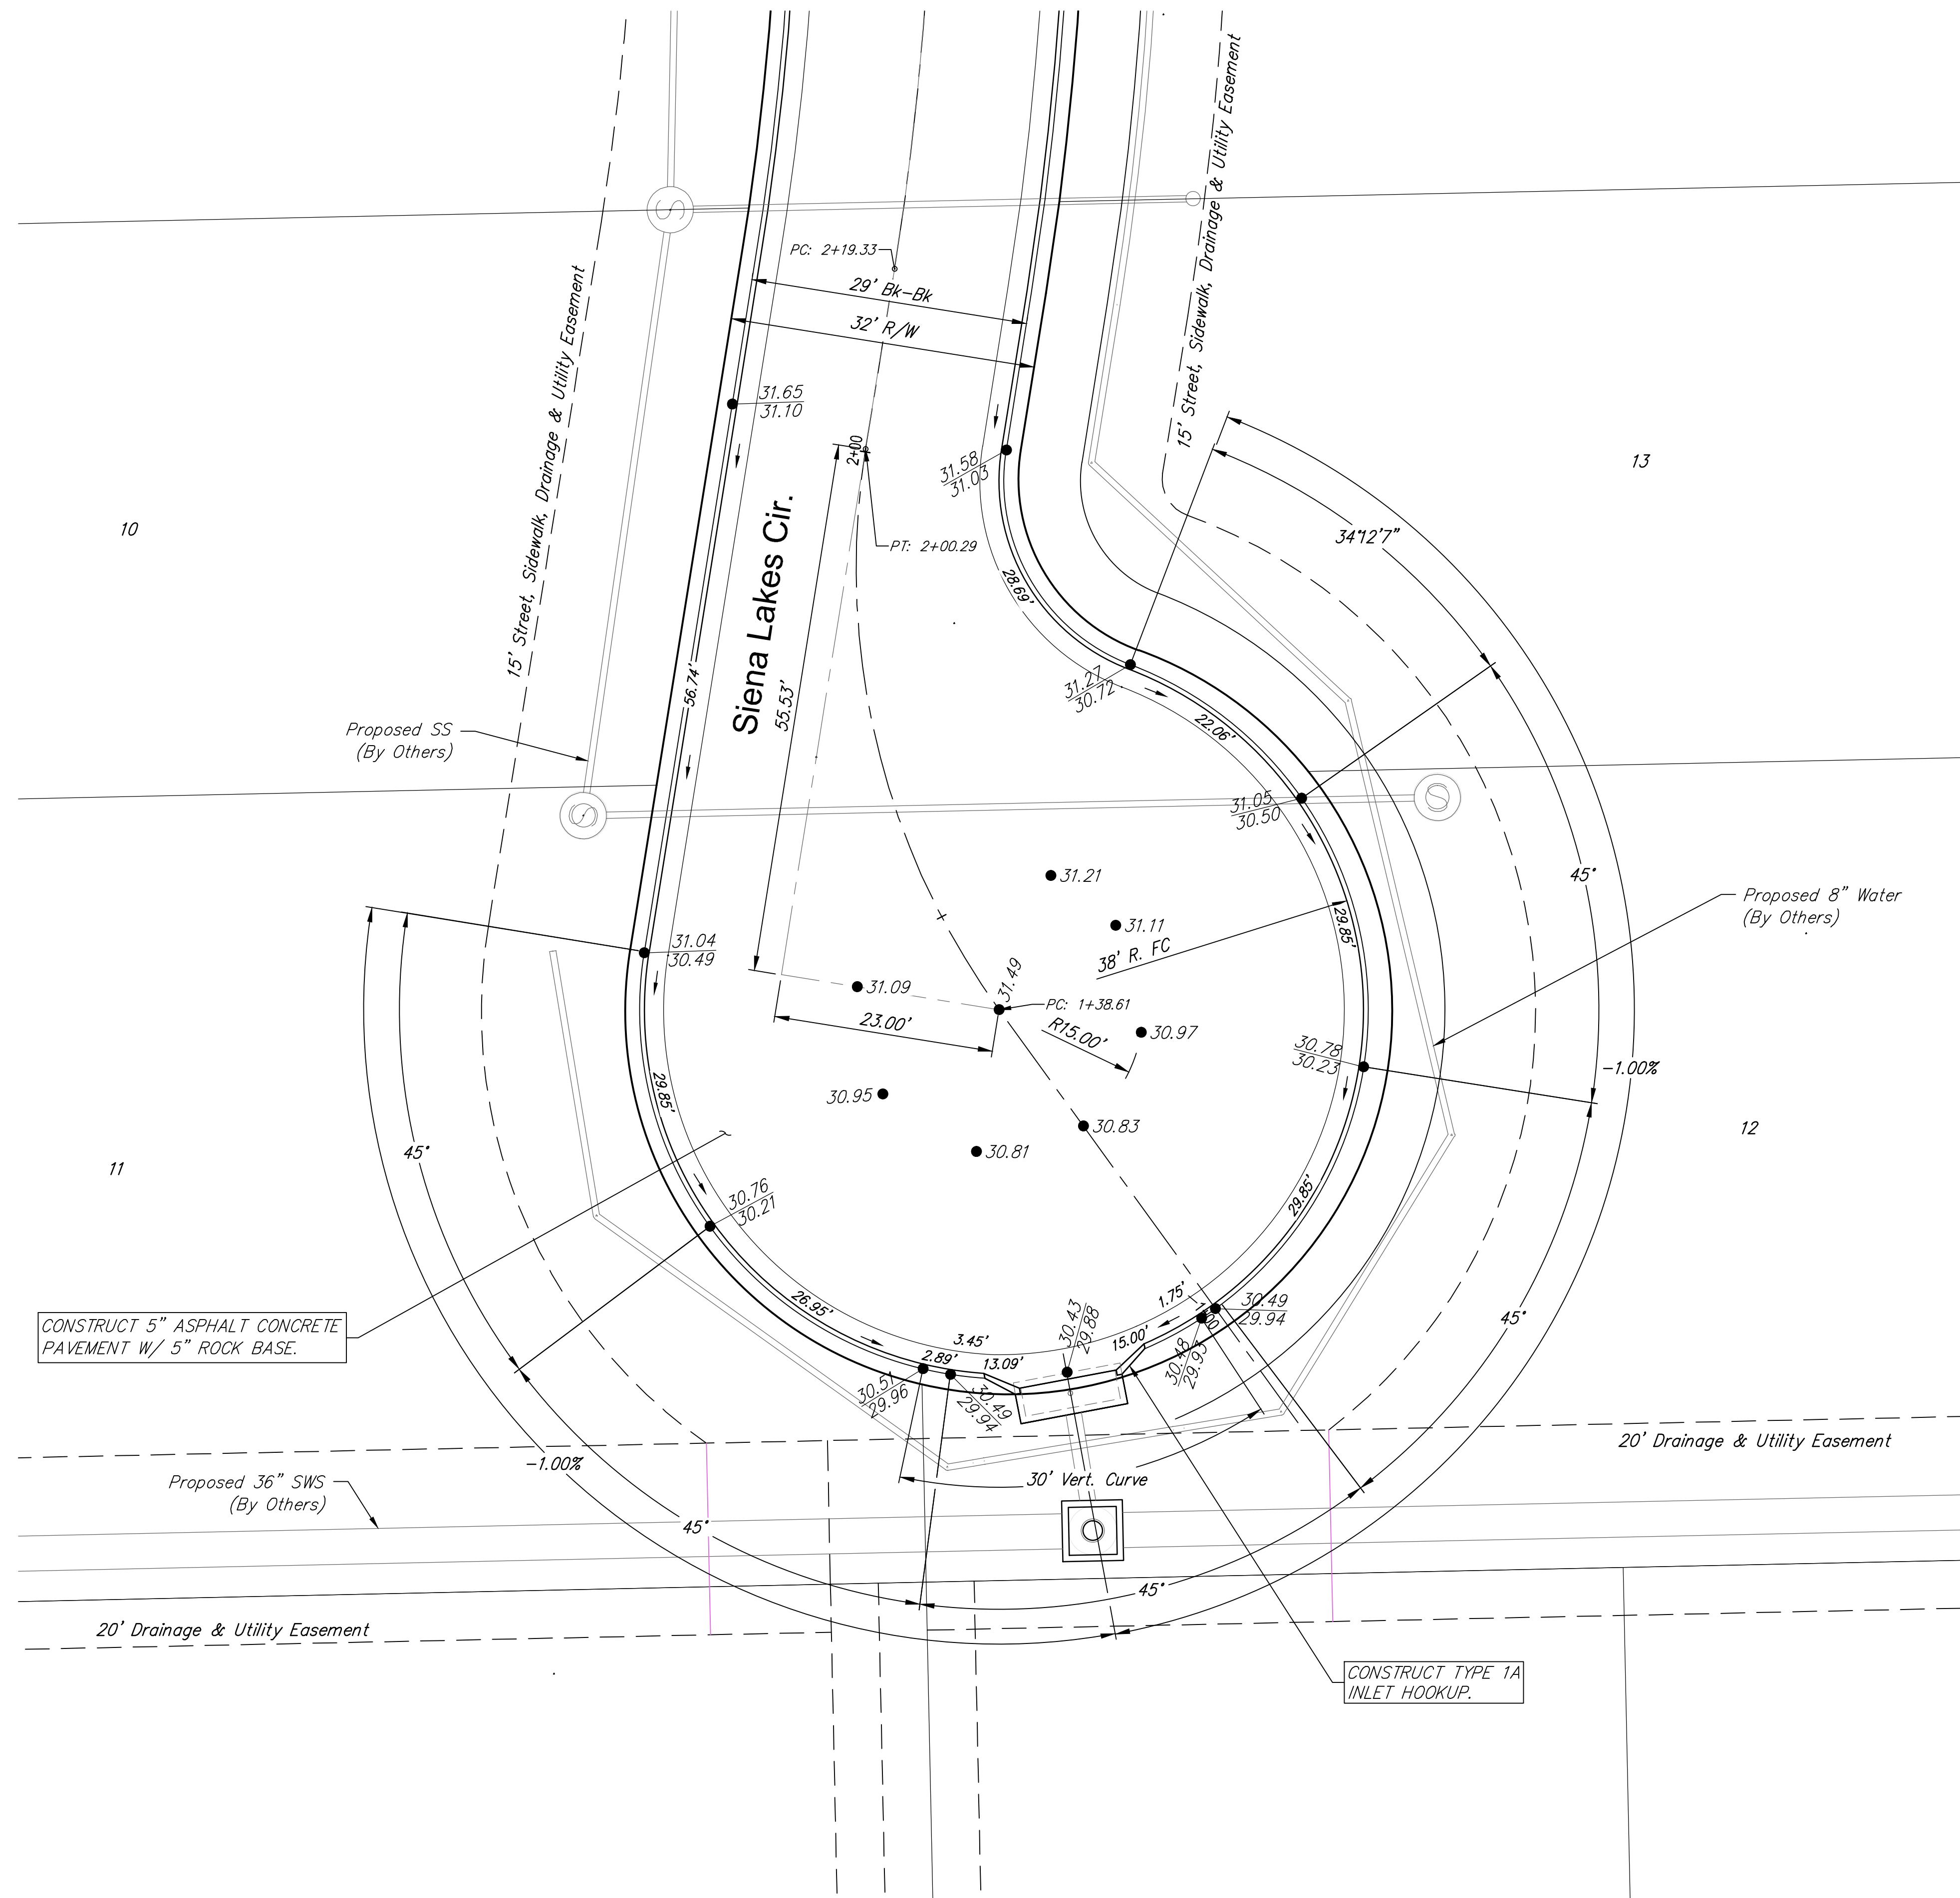 15' Street, Sidewalk, Drainage & Utility Easement
15' Street, Sidewalk, Drainage & Utility Easement
PC: 2+19.33
29' Bk-Bk
32' R/W
31.65
31.10
2+00
31.58
31.03
13
10
34°12'7"
PT: 2+00.29
Siena Lakes Cir.
28.69'
56.74'
55.53'
31.27
30.72
22.06'
Proposed SS
(By Others)
31.05
30.50
31.21
45°
31.11
Proposed 8" Water
(By Others)
29.85'
38' R. FC
31.04
30.49
31.09
31.49
PC: 1+38.61
23.00'
R15.00'
30.97
30.78
30.23
-1.00%
29.85'
30.95
30.83
12
45°
30.81
11
30.76
30.21
29.85'
26.95'
1.75'
1+00
30.49
29.94
45°
CONSTRUCT 5" ASPHALT CONCRETE
PAVEMENT W/ 5" ROCK BASE.
3.45'
2.89'
13.09'
30.43
29.88
15.00'
30.48
29.93
30.51
29.96
30.49
29.94
20' Drainage & Utility Easement
-1.00%
30' Vert. Curve
Proposed 36" SWS
(By Others)
45°
45°
20' Drainage & Utility Easement
CONSTRUCT TYPE 1A
INLET HOOKUP.